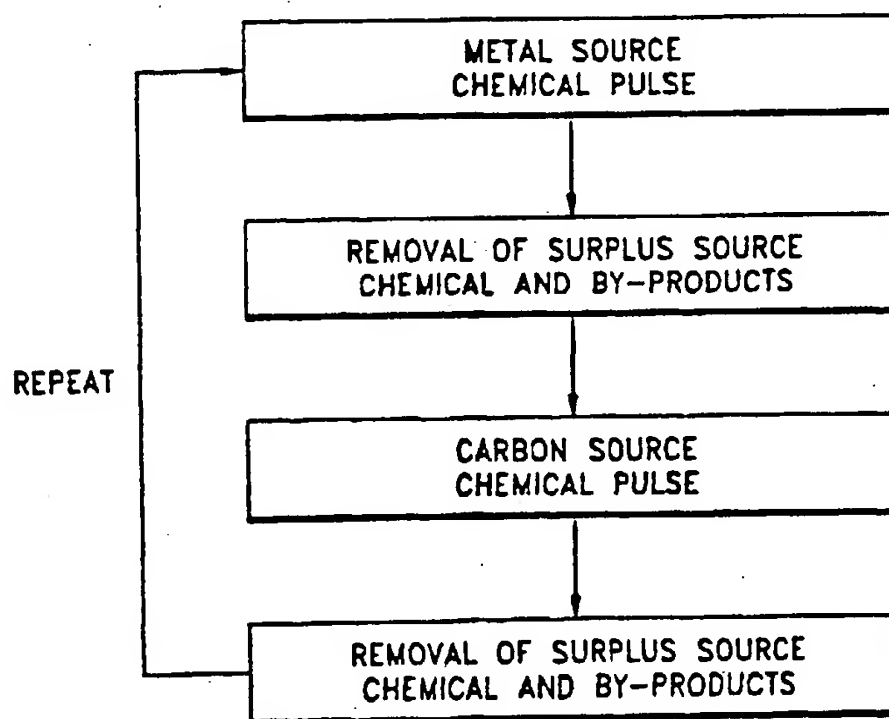 METAL SOURCE
CHEMICAL PULSE
REMOVAL OF SURPLUS SOURCE
CHEMICAL AND BY-PRODUCTS
REPEAT
CARBON SOURCE
CHEMICAL PULSE
REMOVAL OF SURPLUS SOURCE
CHEMICAL AND BY-PRODUCTS